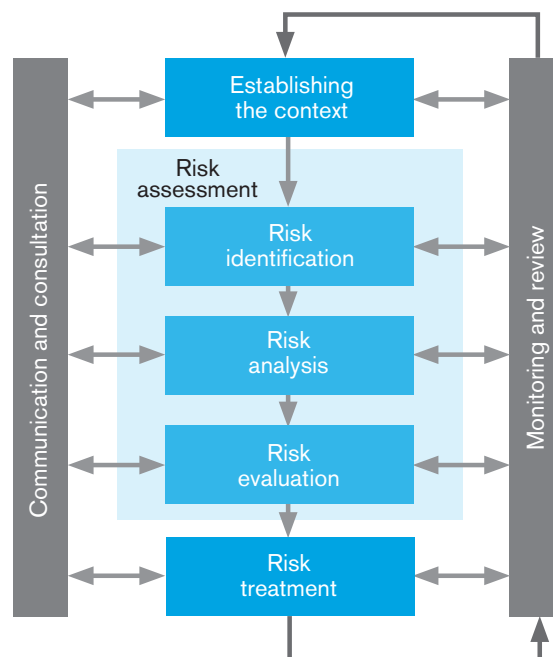 Establishing
the context
Risk
assessment
Risk
identification
Risk
analysis
Risk
evaluation
Risk
treatment
Communication and consultation
Monitoring and review